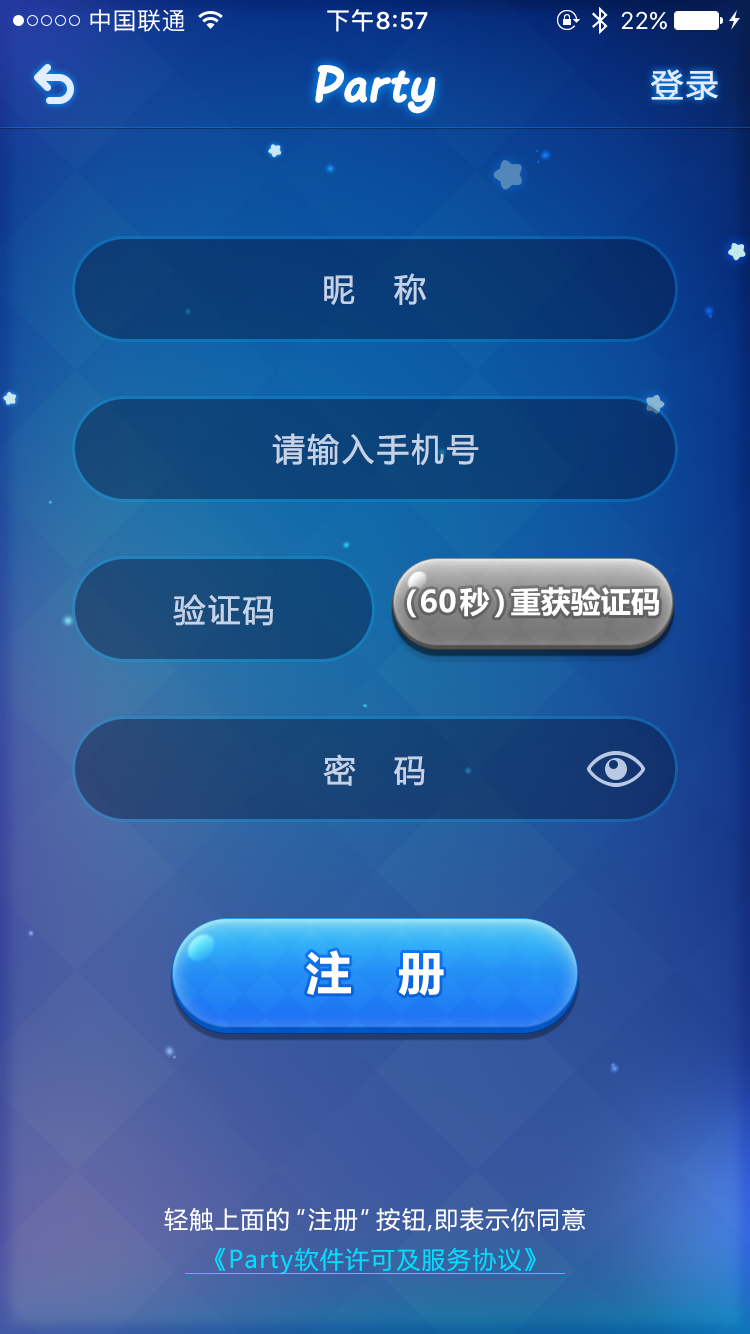 中国联通 下午8:57 22%
Party 登录
昵 称
请输入手机号
验证码 (60秒)重获验证码
密 码
注 册
轻触上面的“注册”按钮,即表示你同意
《Party软件许可及服务协议》